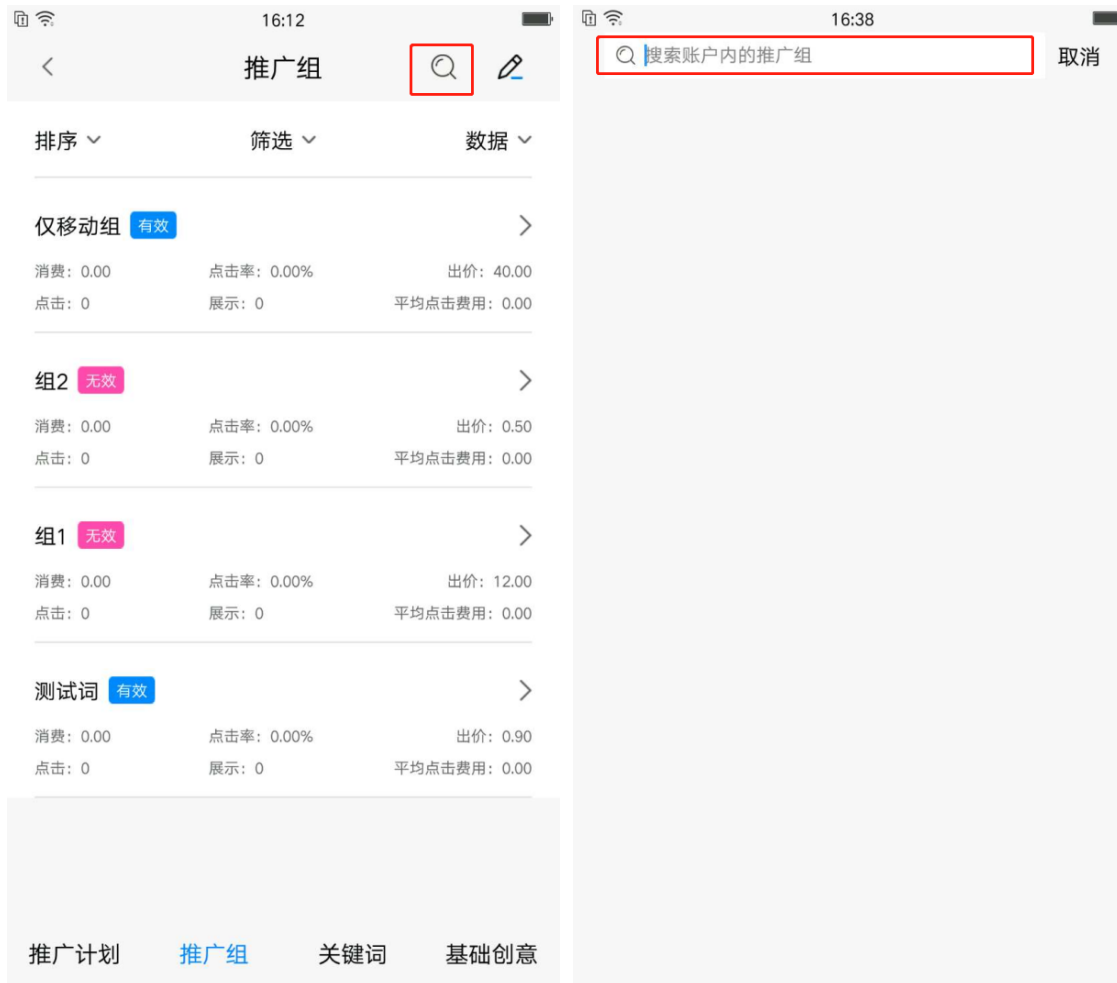 16:12
推广组
排序 筛选 数据
仅移动组 有效
消费：0.00 点击率：0.00% 出价：40.00
点击：0 展示：0 平均点击费用：0.00
组2 无效
消费：0.00 点击率：0.00% 出价：0.50
点击：0 展示：0 平均点击费用：0.00
组1 无效
消费：0.00 点击率：0.00% 出价：12.00
点击：0 展示：0 平均点击费用：0.00
测试词 有效
消费：0.00 点击率：0.00% 出价：0.90
点击：0 展示：0 平均点击费用：0.00
推广计划 推广组 关键词 基础创意
16:38
搜索账户内的推广组 取消